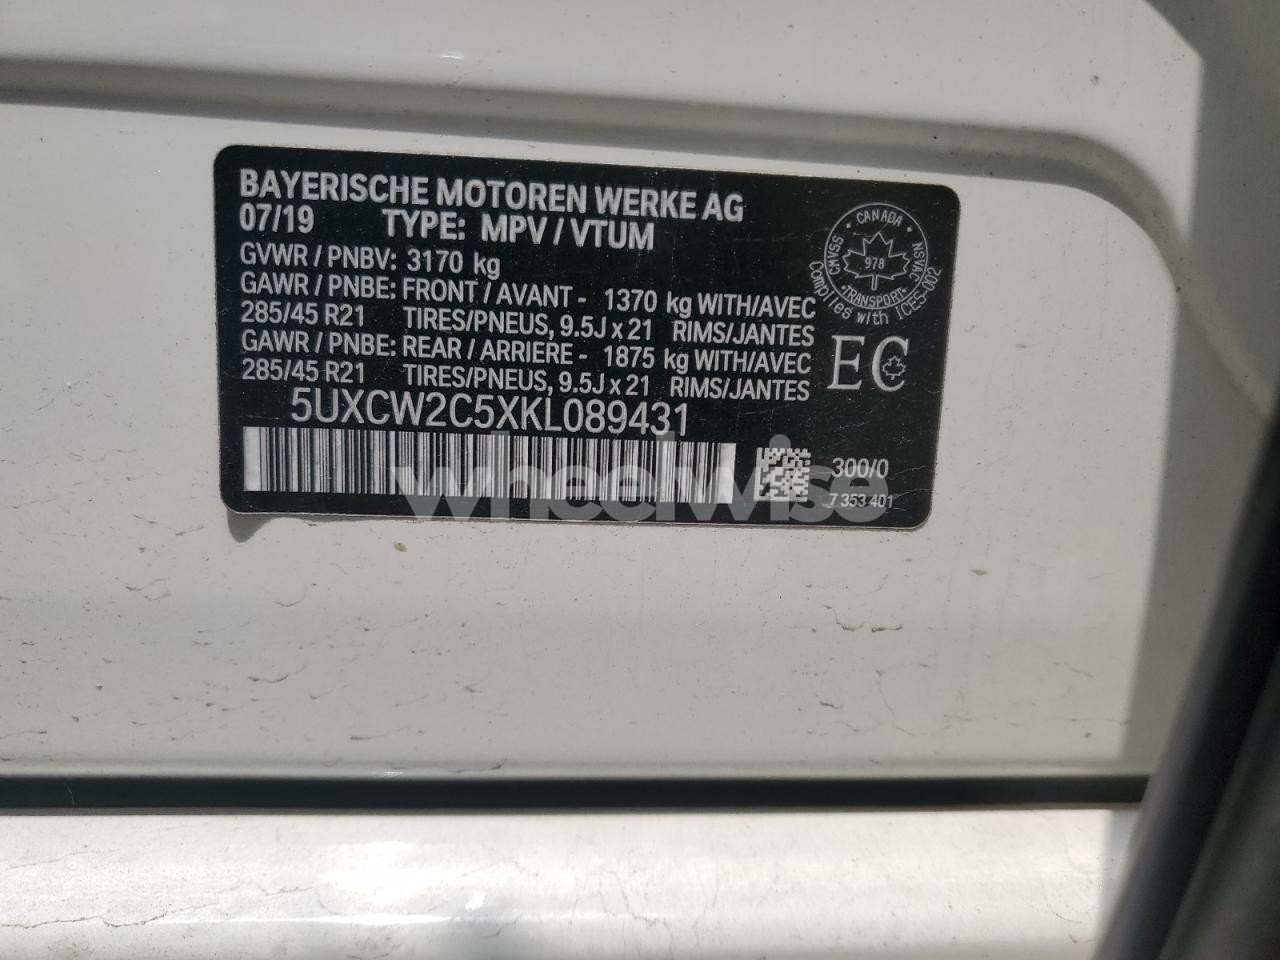 BAYERISCHE MOTOREN WERKE AG
07/19 TYPE: MPV / VTUM
GVWR / PNBV: 3170 kg
GAWR / PNBE: FRONT / AVANT - 1370 kg WITH/AVEC
285/45 R21 TIRES/PNEUS, 9.5J x 21 RIMS/JANTES
GAWR / PNBE: REAR / ARRIERE - 1875 kg WITH/AVEC
285/45 R21 TIRES/PNEUS, 9.5J x 21 RIMS/JANTES
5UXCW2C5XKL089431
CANADA
CMVSS 978 NSVAC
TRANSPORT
Complies with ICES-002
EC
300/0
7 353 401
wheelwise